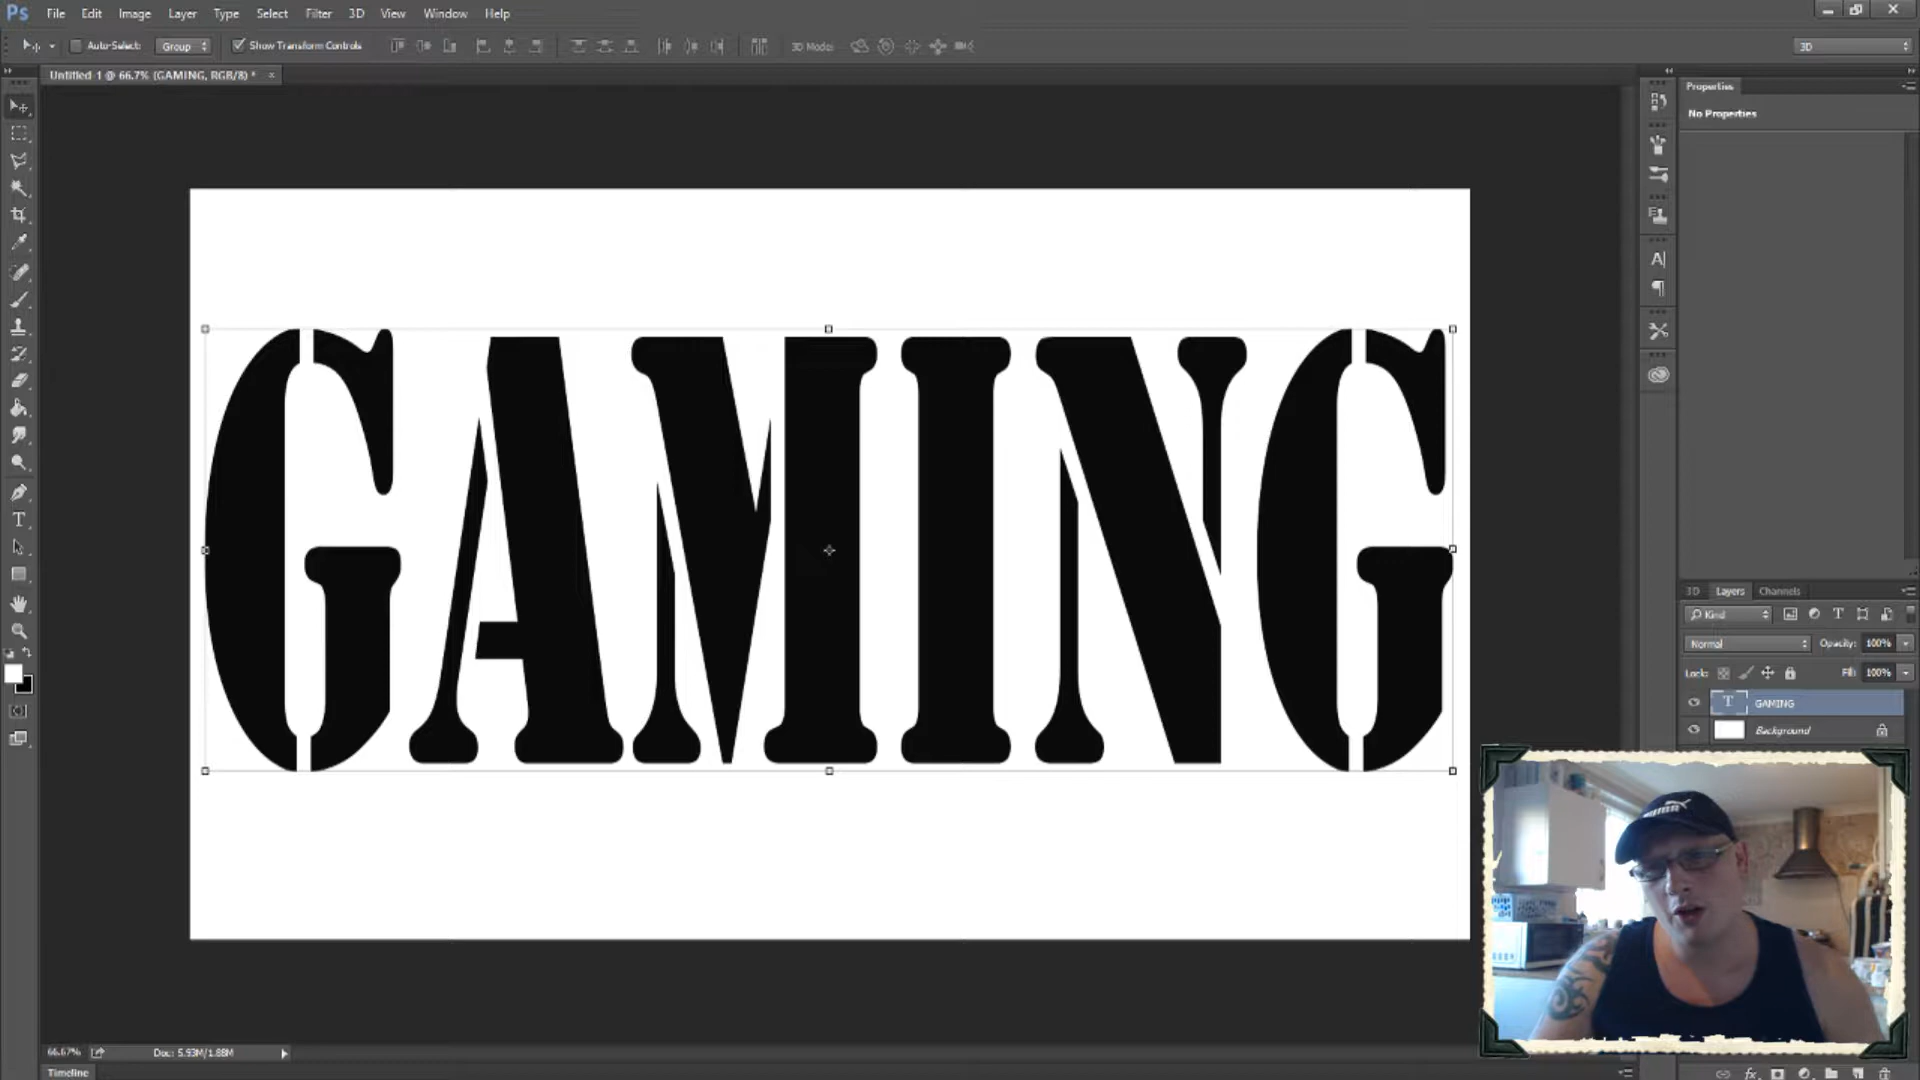 Ps File Edit Image Layer Type Select Filter 3D View Window Help
Auto-Select: Group Show Transform Controls 3D Mode: 3D
Untitled-1 @ 66.7% (GAMING, RGB/8) * ×
Properties
No Properties
GAMING
3D Layers Channels
Kind
Normal Opacity: 100%
Lock: Fill: 100%
T GAMING
Background
PUMA
66.67% Doc: 5.93M/1.88M
Timeline